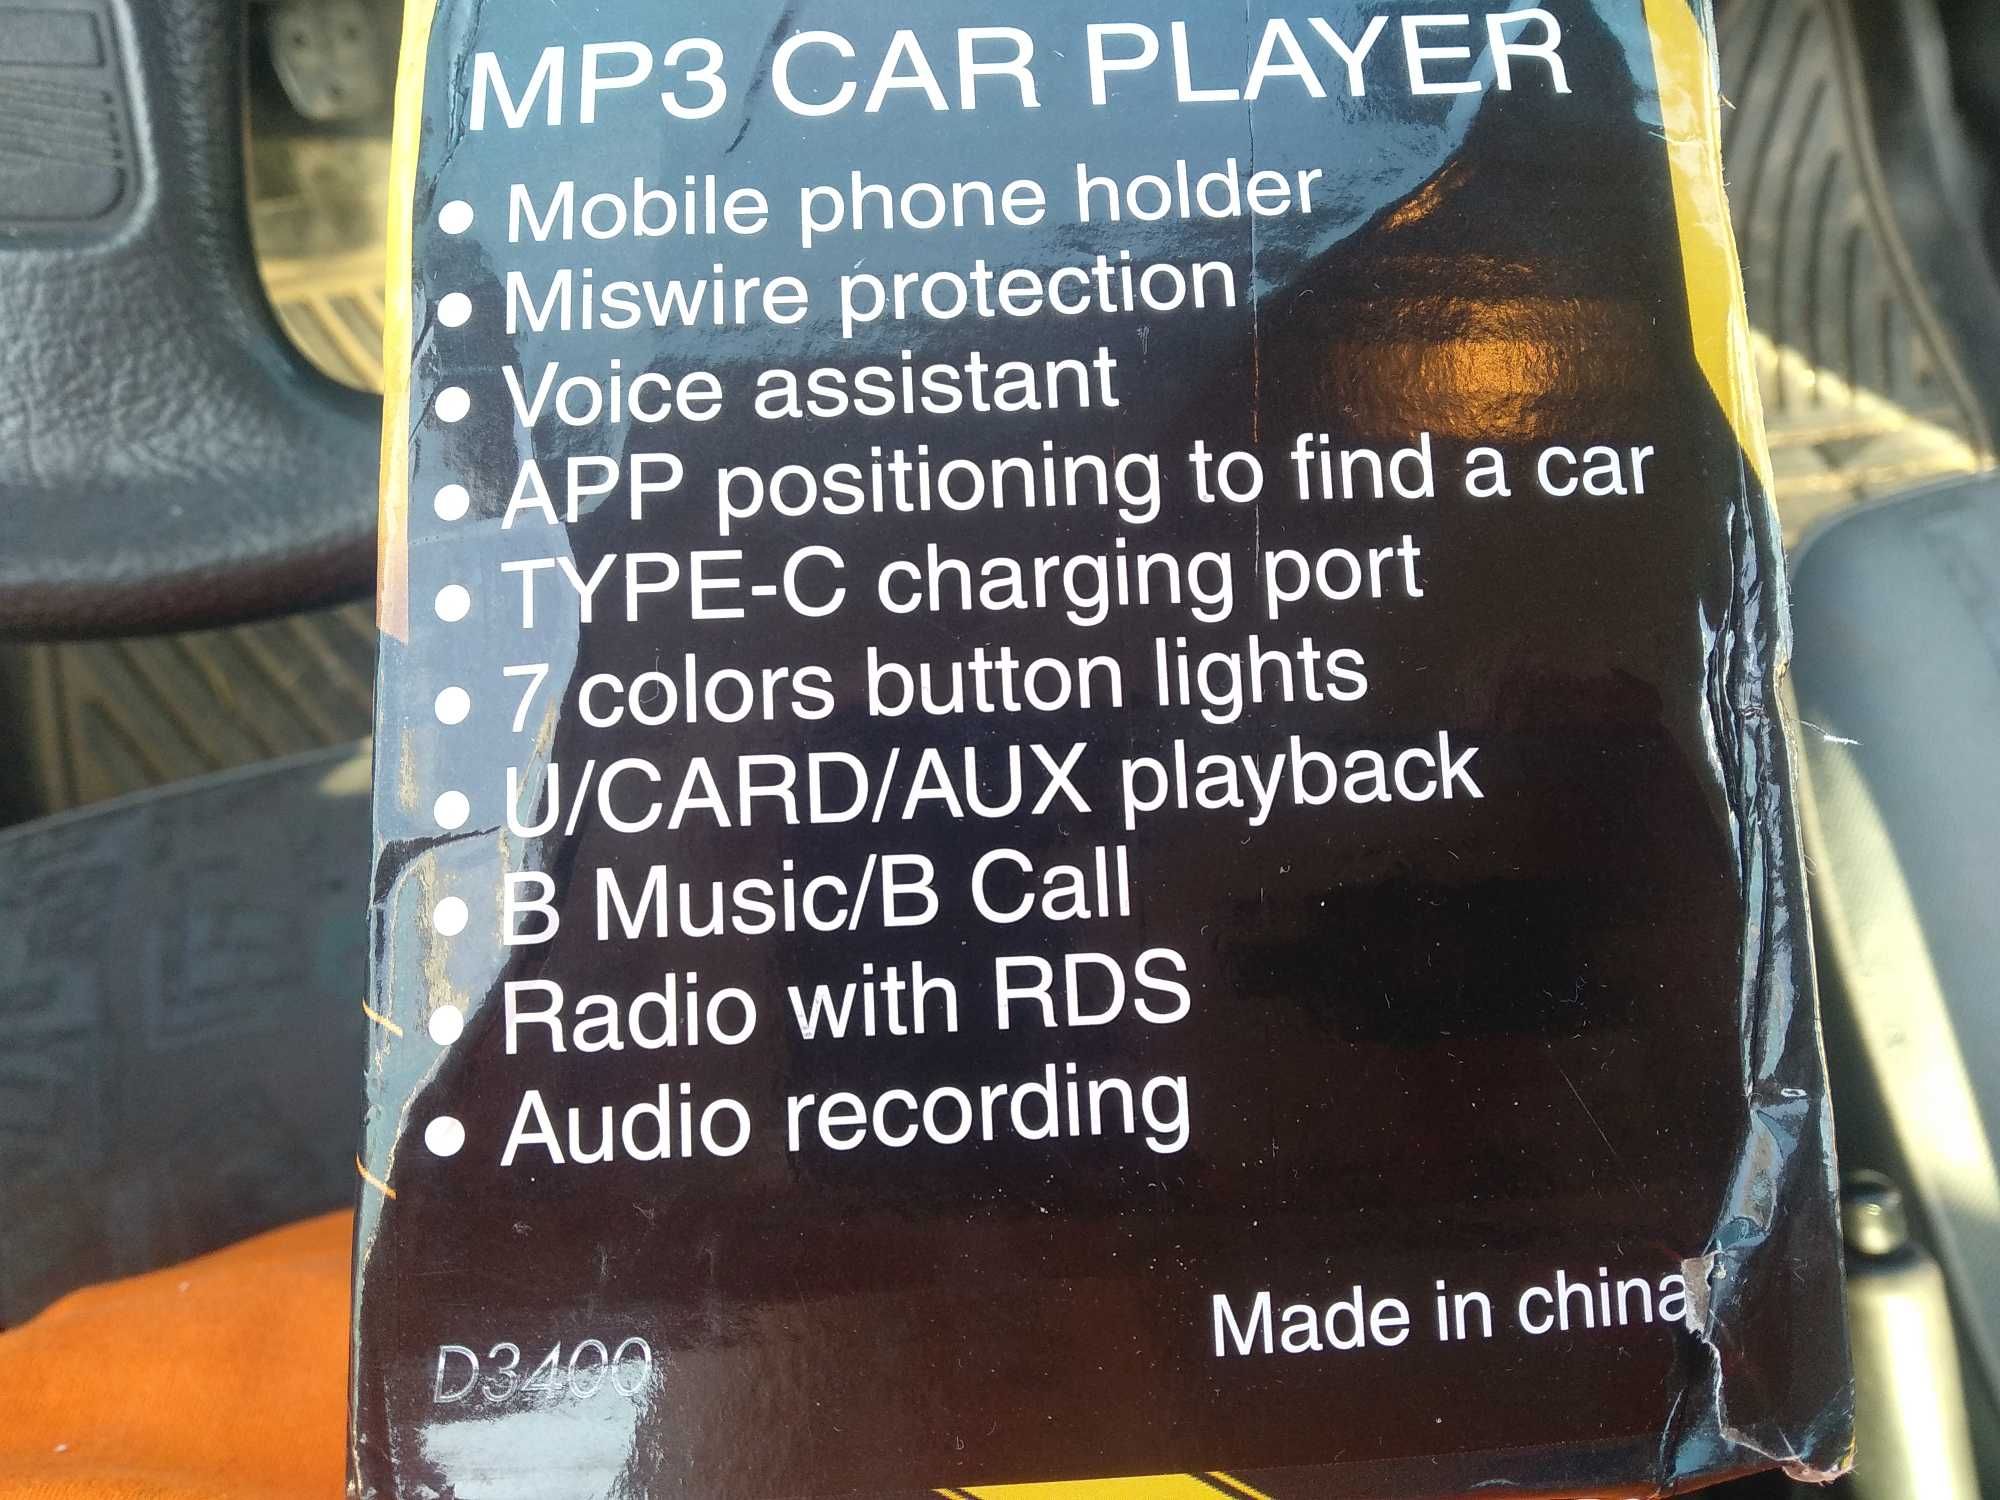 MP3 CAR PLAYER
• Mobile phone holder
• Miswire protection
• Voice assistant
• APP positioning to find a car
• TYPE-C charging port
• 7 colors button lights
• U/CARD/AUX playback
• B Music/B Call
• Radio with RDS
• Audio recording
Made in china
D3400